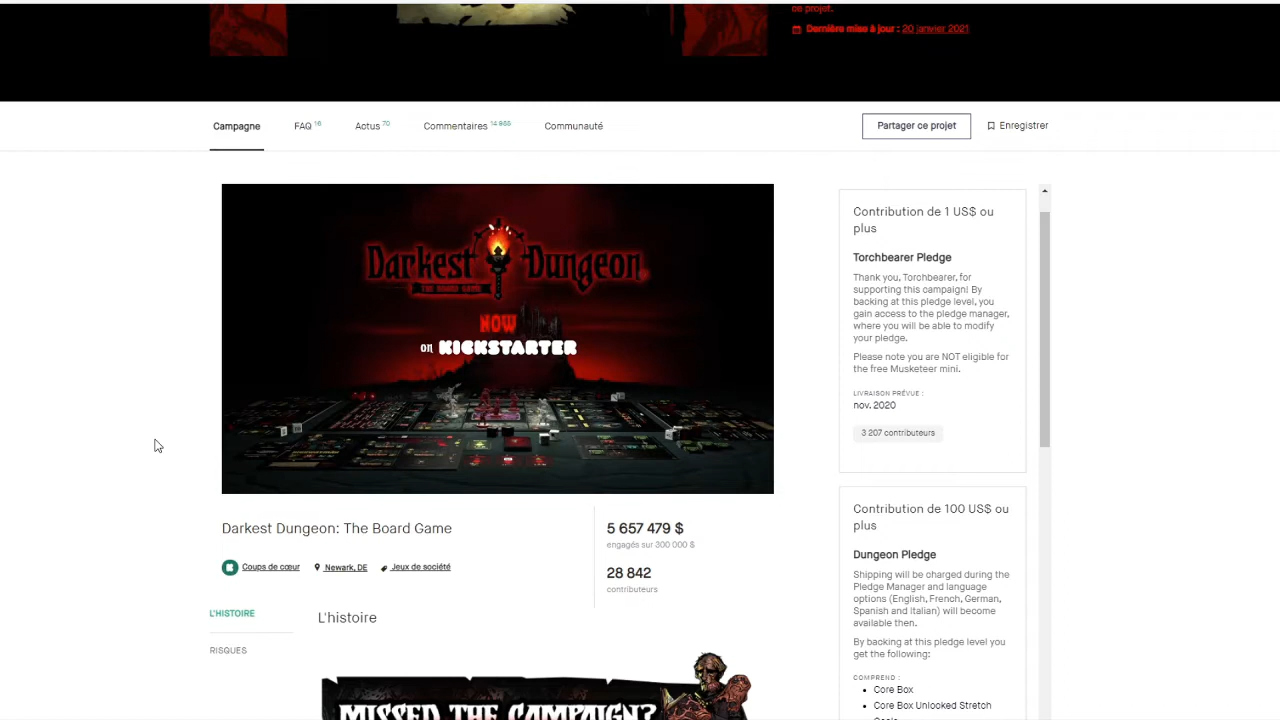 ce projet.
Dernière mise à jour : 20 janvier 2021
Campagne
FAQ 16
Actus 70
Commentaires 14 855
Communauté
Partager ce projet
Enregistrer
Darkest Dungeon
THE BOARD GAME
NOW
on KICKSTARTER
Contribution de 1 US$ ou
plus
Torchbearer Pledge
Thank you, Torchbearer, for
supporting this campaign! By
backing at this pledge level, you
gain access to the pledge manager,
where you will be able to modify
your pledge.
Please note you are NOT eligible for
the free Musketeer mini.
LIVRAISON PRÉVUE :
nov. 2020
3 207 contributeurs
Darkest Dungeon: The Board Game
Coups de cœur
Newark, DE
Jeux de société
5 657 479 $
engagés sur 300 000 $
28 842
contributeurs
L'HISTOIRE
RISQUES
L'histoire
MISSED THE CAMPAIGN?
Contribution de 100 US$ ou
plus
Dungeon Pledge
Shipping will be charged during the
Pledge Manager and language
options (English, French, German,
Spanish and Italian) will become
available then.
By backing at this pledge level you
get the following:
COMPREND :
Core Box
Core Box Unlocked Stretch